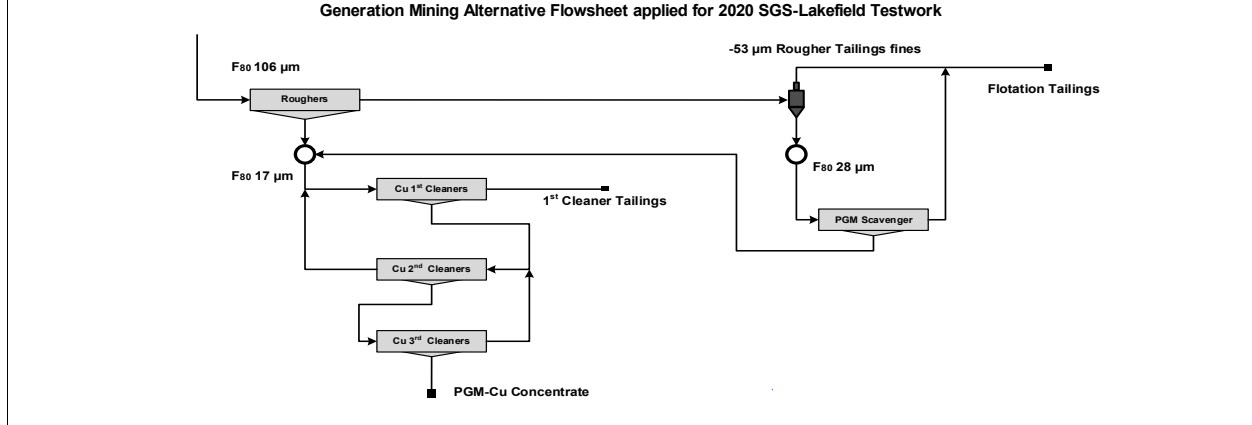 Generation Mining Alternative Flowsheet applied for 2020 SGS-Lakefield Testwork
-53 µm Rougher Tailings fines
F80 106 µm
Flotation Tailings
Roughers
F80 17 µm
F80 28 µm
Cu 1st Cleaners
1st Cleaner Tailings
PGM Scavenger
Cu 2nd Cleaners
Cu 3rd Cleaners
PGM-Cu Concentrate